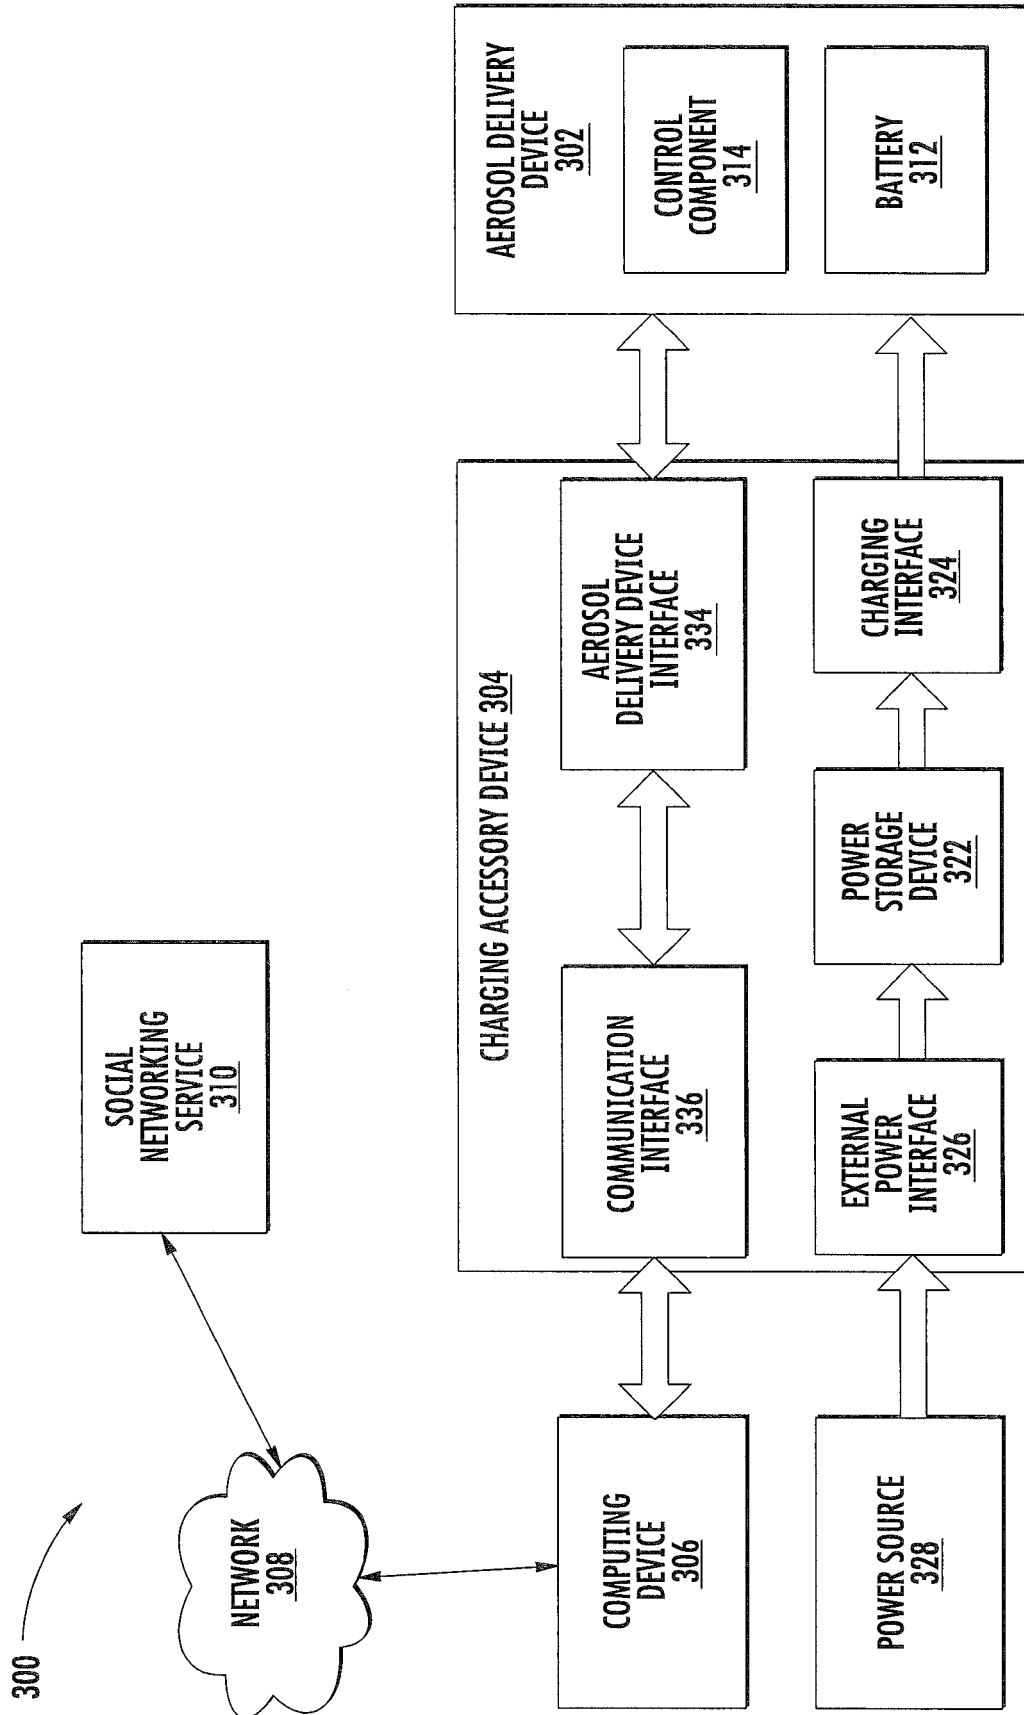 300
NETWORK
308
SOCIAL
NETWORKING
SERVICE
310
COMPUTING
DEVICE
306
POWER SOURCE
328
CHARGING ACCESSORY DEVICE 304
COMMUNICATION
INTERFACE
336
AEROSOL
DELIVERY DEVICE
INTERFACE
334
EXTERNAL
POWER
INTERFACE
326
POWER
STORAGE
DEVICE
322
CHARGING
INTERFACE
324
AEROSOL DELIVERY
DEVICE
302
CONTROL
COMPONENT
314
BATTERY
312